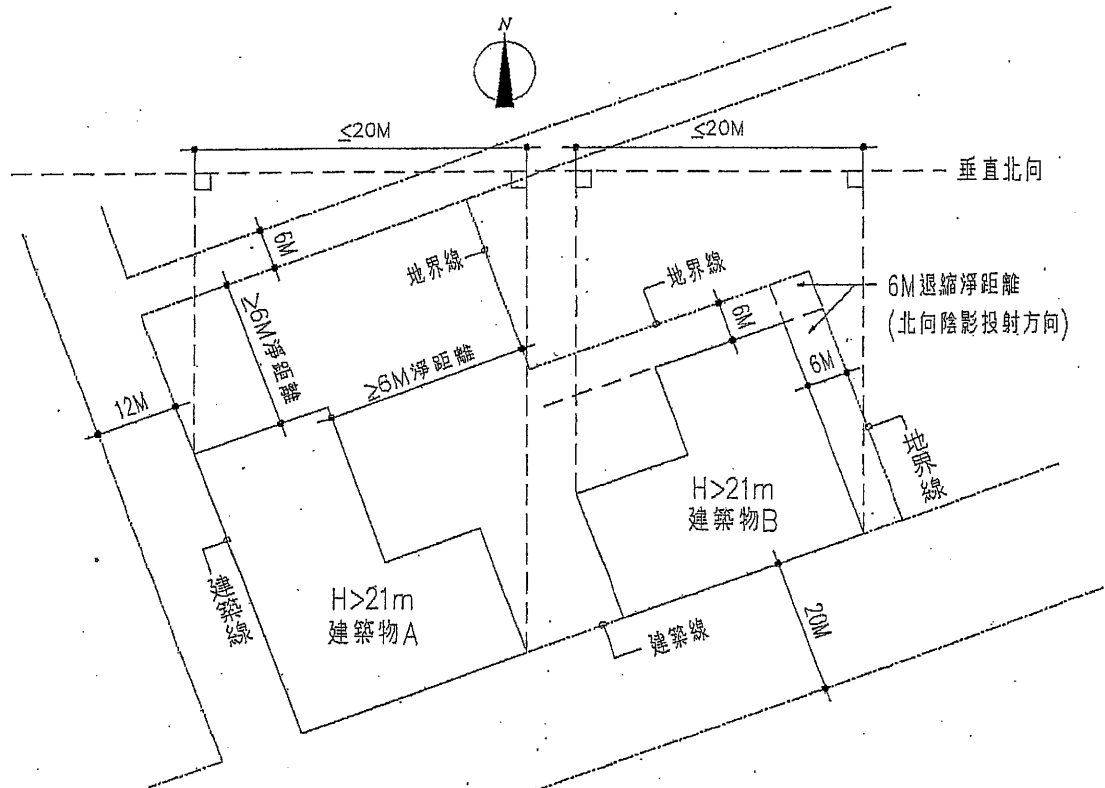 N
≤20M
≤20M
垂直北向
6M
地界線
地界線
6M退縮淨距離
(北向陰影投射方向)
≥6M淨距離
≥6M淨距離
6M
6M
12M
地界線
H>21m
建築物B
建築線
H>21m
建築物A
建築線
20M